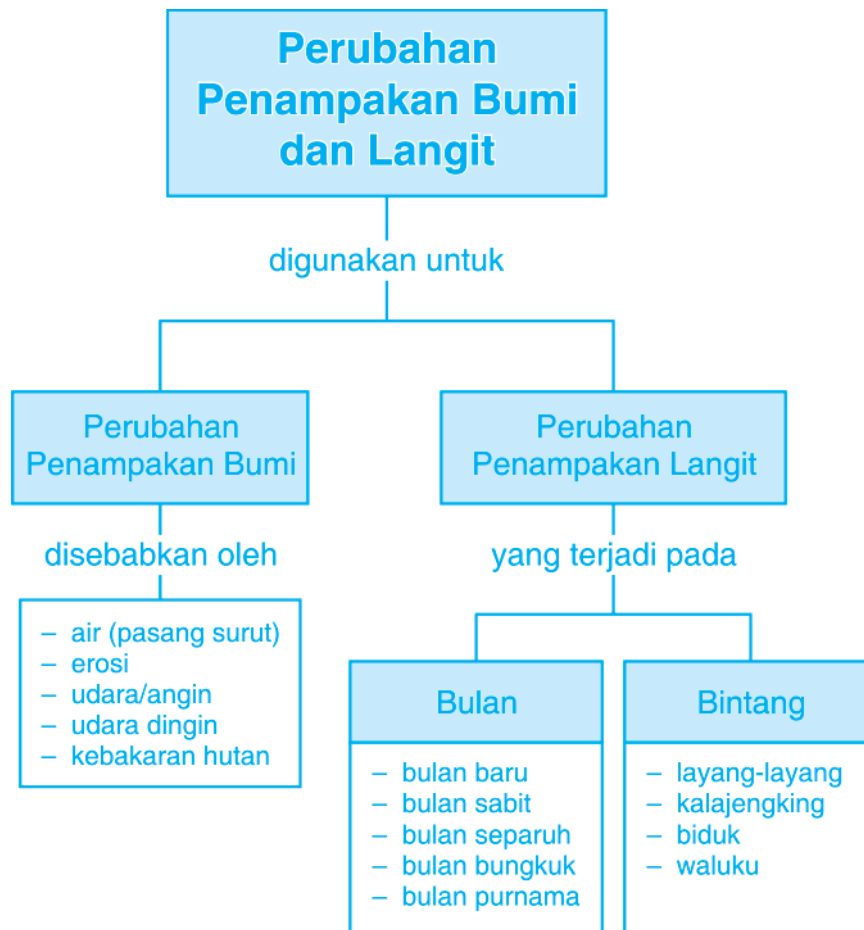 Perubahan
Penampakan Bumi
dan Langit
digunakan untuk
Perubahan
Penampakan Bumi
disebabkan oleh
– air (pasang surut)
– erosi
– udara/angin
– udara dingin
– kebakaran hutan
Perubahan
Penampakan Langit
yang terjadi pada
Bulan
– bulan baru
– bulan sabit
– bulan separuh
– bulan bungkuk
– bulan purnama
Bintang
– layang-layang
– kalajengking
– biduk
– waluku